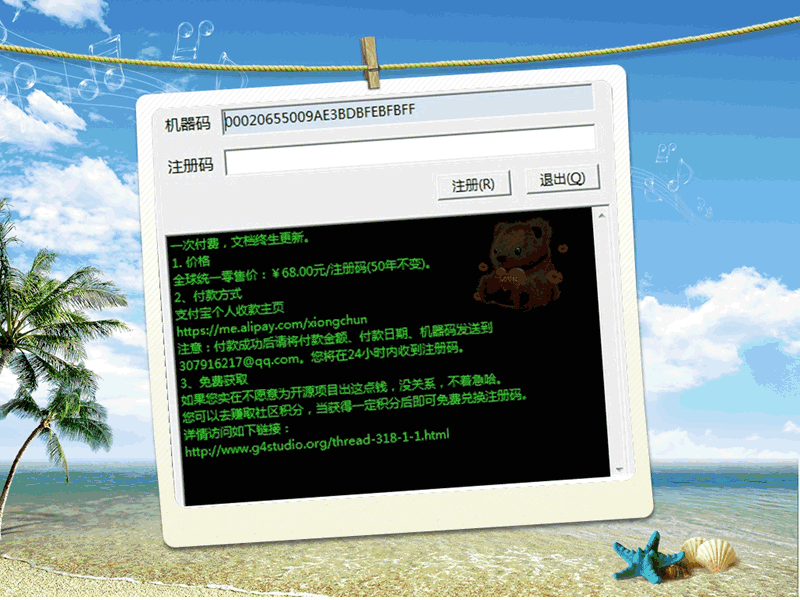 机器码 00020655009AE3BDBFEBFBFF
注册码
注册(R) 退出(Q)
一次付费，文档终生更新。
1. 价格
全球统一零售价：￥68.00元/注册码(50年不变)。
2、付款方式
支付宝个人收款主页
https://me.alipay.com/xiongchun
注意：付款成功后请将付款金额、付款日期、机器码发送到
307916217@qq.com。您将在24小时内收到注册码。
3、免费获取
如果您实在不愿意为开源项目出这点钱，没关系，不着急哈。
您可以去赚取社区积分，当获得一定积分后即可免费兑换注册码。
详情访问如下链接：
http://www.g4studio.org/thread-318-1-1.html